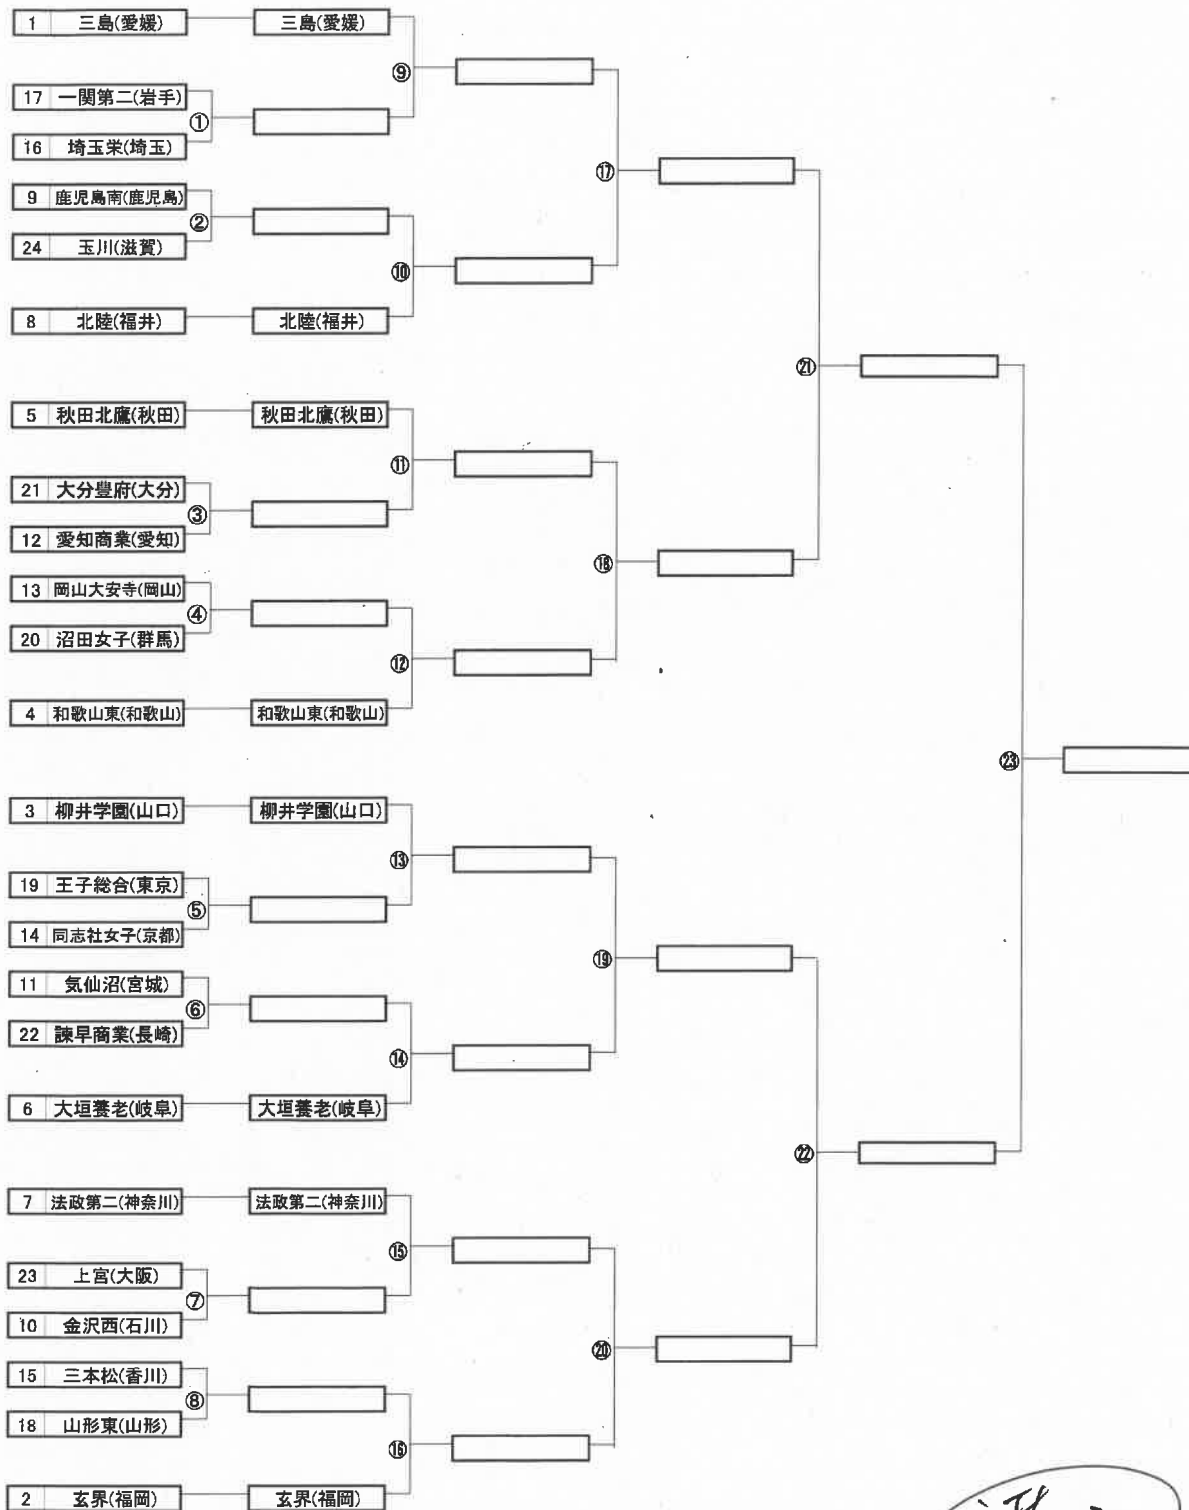 1 三島(愛媛) 三島(愛媛)
⑨
17 一関第二(岩手)
①
16 埼玉栄(埼玉)
⑰
9 鹿児島南(鹿児島)
②
24 玉川(滋賀)
⑩
8 北陸(福井) 北陸(福井)
㉑
5 秋田北鷹(秋田) 秋田北鷹(秋田)
⑪
21 大分豊府(大分)
③
12 愛知商業(愛知)
⑱
13 岡山大安寺(岡山)
④
20 沼田女子(群馬)
⑫
4 和歌山東(和歌山) 和歌山東(和歌山)
㉓
3 柳井学園(山口) 柳井学園(山口)
⑬
19 王子総合(東京)
⑤
14 同志社女子(京都)
⑲
11 気仙沼(宮城)
⑥
22 諫早商業(長崎)
⑭
6 大垣養老(岐阜) 大垣養老(岐阜)
㉒
7 法政第二(神奈川) 法政第二(神奈川)
⑮
23 上宮(大阪)
⑦
10 金沢西(石川)
⑳
15 三本松(香川)
⑧
18 山形東(山形)
⑯
2 玄界(福岡) 玄界(福岡)